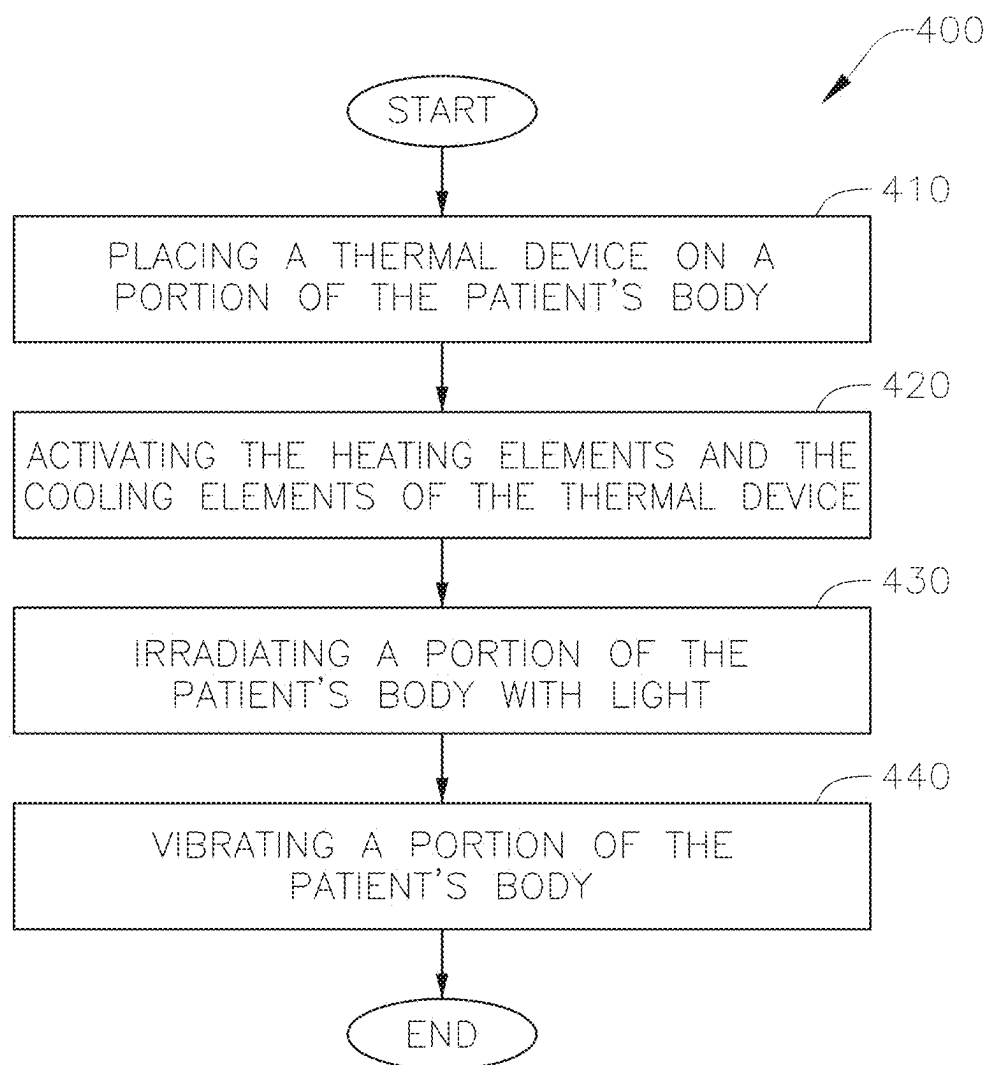 400
START
410
PLACING A THERMAL DEVICE ON A
PORTION OF THE PATIENT'S BODY
420
ACTIVATING THE HEATING ELEMENTS AND THE
COOLING ELEMENTS OF THE THERMAL DEVICE
430
IRRADIATING A PORTION OF THE
PATIENT'S BODY WITH LIGHT
440
VIBRATING A PORTION OF THE
PATIENT'S BODY
END